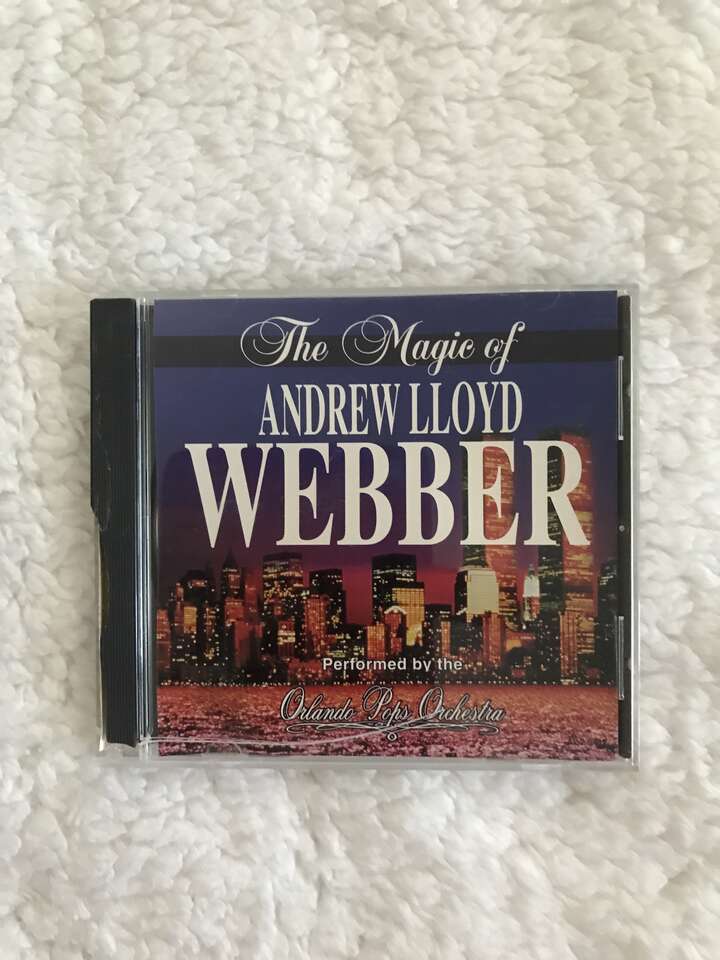 The Magic of
ANDREW LLOYD
WEBBER
Performed by the
Orlando Pops Orchestra